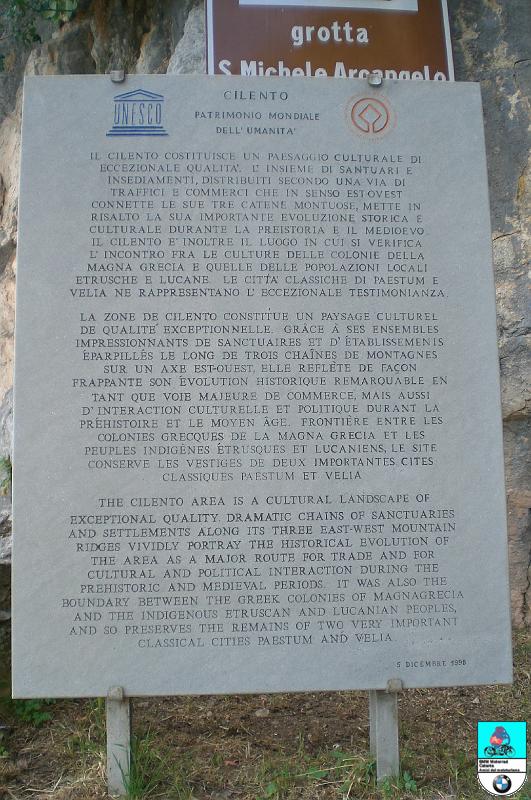 grotta
S. Michele Arcangelo
UNESCO
CILENTO
PATRIMONIO MONDIALE
DELL'UMANITA'
IL CILENTO COSTITUISCE UN PAESAGGIO CULTURALE DI
ECCEZIONALE QUALITA'. L'INSIEME DI SANTUARI E
INSEDIAMENTI, DISTRIBUITI SECONDO UNA VIA DI
TRAFFICI E COMMERCI CHE IN SENSO EST-OVEST
CONNETTE LE SUE TRE CATENE MONTUOSE, METTE IN
RISALTO LA SUA IMPORTANTE EVOLUZIONE STORICA E
CULTURALE DURANTE LA PREISTORIA E IL MEDIOEVO.
IL CILENTO E' INOLTRE IL LUOGO IN CUI SI VERIFICA
L'INCONTRO FRA LE CULTURE DELLE COLONIE DELLA
MAGNA GRECIA E QUELLE DELLE POPOLAZIONI LOCALI
ETRUSCHE E LUCANE. LE CITTA' CLASSICHE DI PAESTUM E
VELIA NE RAPPRESENTANO L'ECCEZIONALE TESTIMONIANZA.
LA ZONE DE CILENTO CONSTITUE UN PAYSAGE CULTUREL
DE QUALITÉ EXCEPTIONNELLE. GRÂCE Á SES ENSEMBLES
IMPRESSIONNANTS DE SANCTUAIRES ET D'ÉTABLISSEMENIS
ÉPARPILLÉS LE LONG DE TROIS CHAÎNES DE MONTAGNES
SUR UN AXE EST-OUEST, ELLE REFLÈTE DE FAÇON
FRAPPANTE SON ÉVOLUTION HISTORIQUE REMARQUABLE EN
TANT QUE VOIE MAJEURE DE COMMERCE, MAIS AUSSI
D'INTERACTION CULTURELLE ET POLITIQUE DURANT LA
PRÉHISTOIRE ET LE MOYEN ÂGE. FRONTIÈRE ENTRE LES
COLONIES GRECQUES DE LA MAGNA GRECIA ET LES
PEUPLES INDIGÈNES ÉTRUSQUES ET LUCANIENS, LE SITE
CONSERVE LES VESTIGES DE DEUX IMPORTANTES CITES
CLASSIQUES PAESTUM ET VELIA
THE CILENTO AREA IS A CULTURAL LANDSCAPE OF
EXCEPTIONAL QUALITY. DRAMATIC CHAINS OF SANCTUARIES
AND SETTLEMENTS ALONG ITS THREE EAST-WEST MOUNTAIN
RIDGES VIVIDLY PORTRAY THE HISTORICAL EVOLUTION OF
THE AREA AS A MAJOR ROUTE FOR TRADE AND FOR
CULTURAL AND POLITICAL INTERACTION DURING THE
PREHISTORIC AND MEDIEVAL PERIODS. IT WAS ALSO THE
BOUNDARY BETWEEN THE GREEK COLONIES OF MAGNAGRECIA
AND THE INDIGENOUS ETRUSCAN AND LUCANIAN PEOPLES,
AND SO PRESERVES THE REMAINS OF TWO VERY IMPORTANT
CLASSICAL CITIES PAESTUM AND VELIA.
5 DICEMBRE 1998
BMW Motorrad